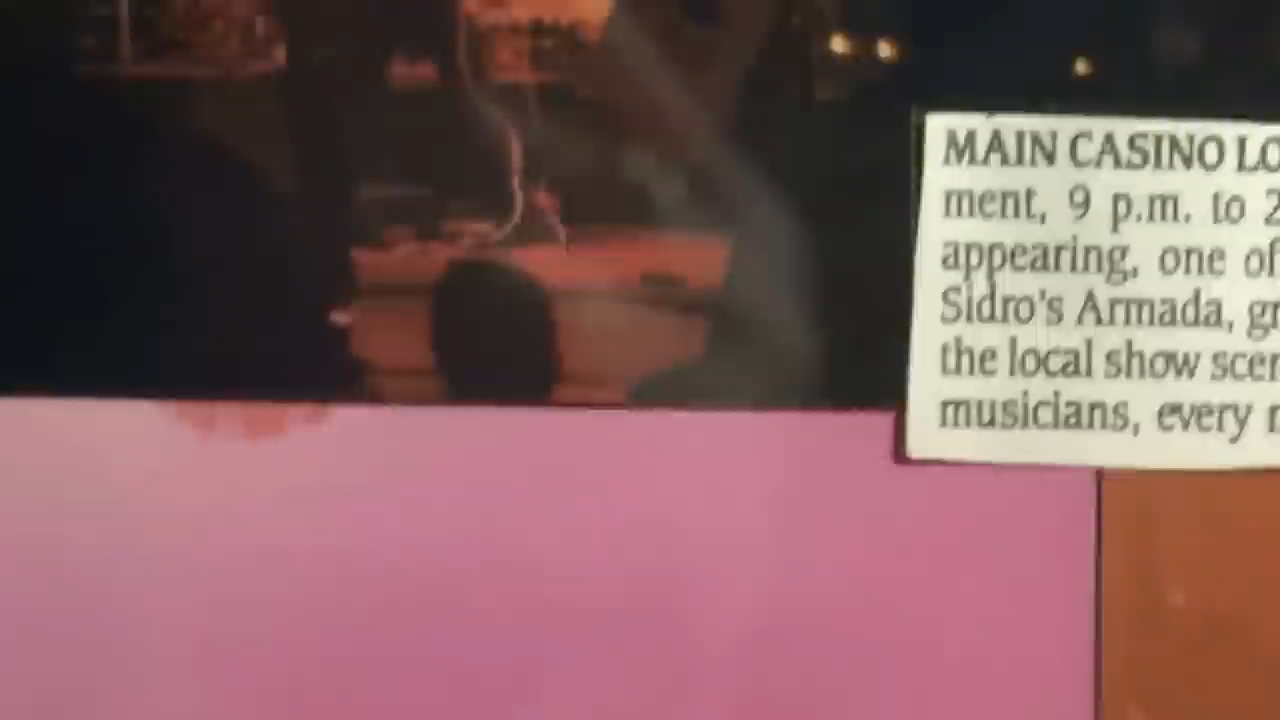 MAIN CASINO LO
ment, 9 p.m. to 2
appearing, one of
Sidro's Armada, gr
the local show scen
musicians, every